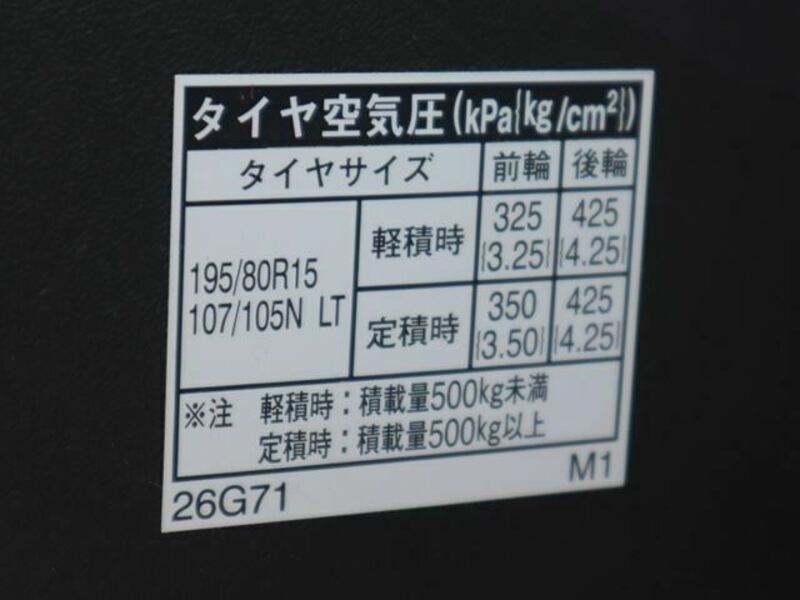 タイヤ空気圧(kPa{kg/cm²})
タイヤサイズ 前輪 後輪
195/80R15
107/105N LT
軽積時 325 {3.25} 425 {4.25}
定積時 350 {3.50} 425 {4.25}
※注 軽積時:積載量500kg未満
定積時:積載量500kg以上
26G71 M1